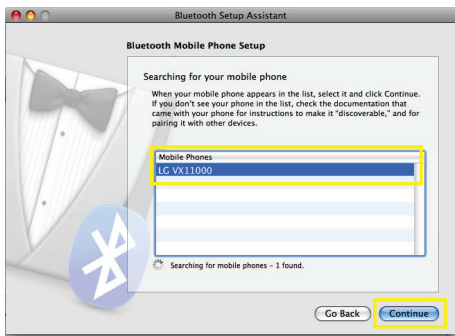 Bluetooth Setup Assistant
Bluetooth Mobile Phone Setup
Searching for your mobile phone
When your mobile phone appears in the list, select it and click Continue.
If you don't see your phone in the list, check the documentation that
came with your phone for instructions to make it "discoverable," and for
pairing it with other devices.
Mobile Phones
LG VX11000
Searching for mobile phones – 1 found.
Go Back
Continue